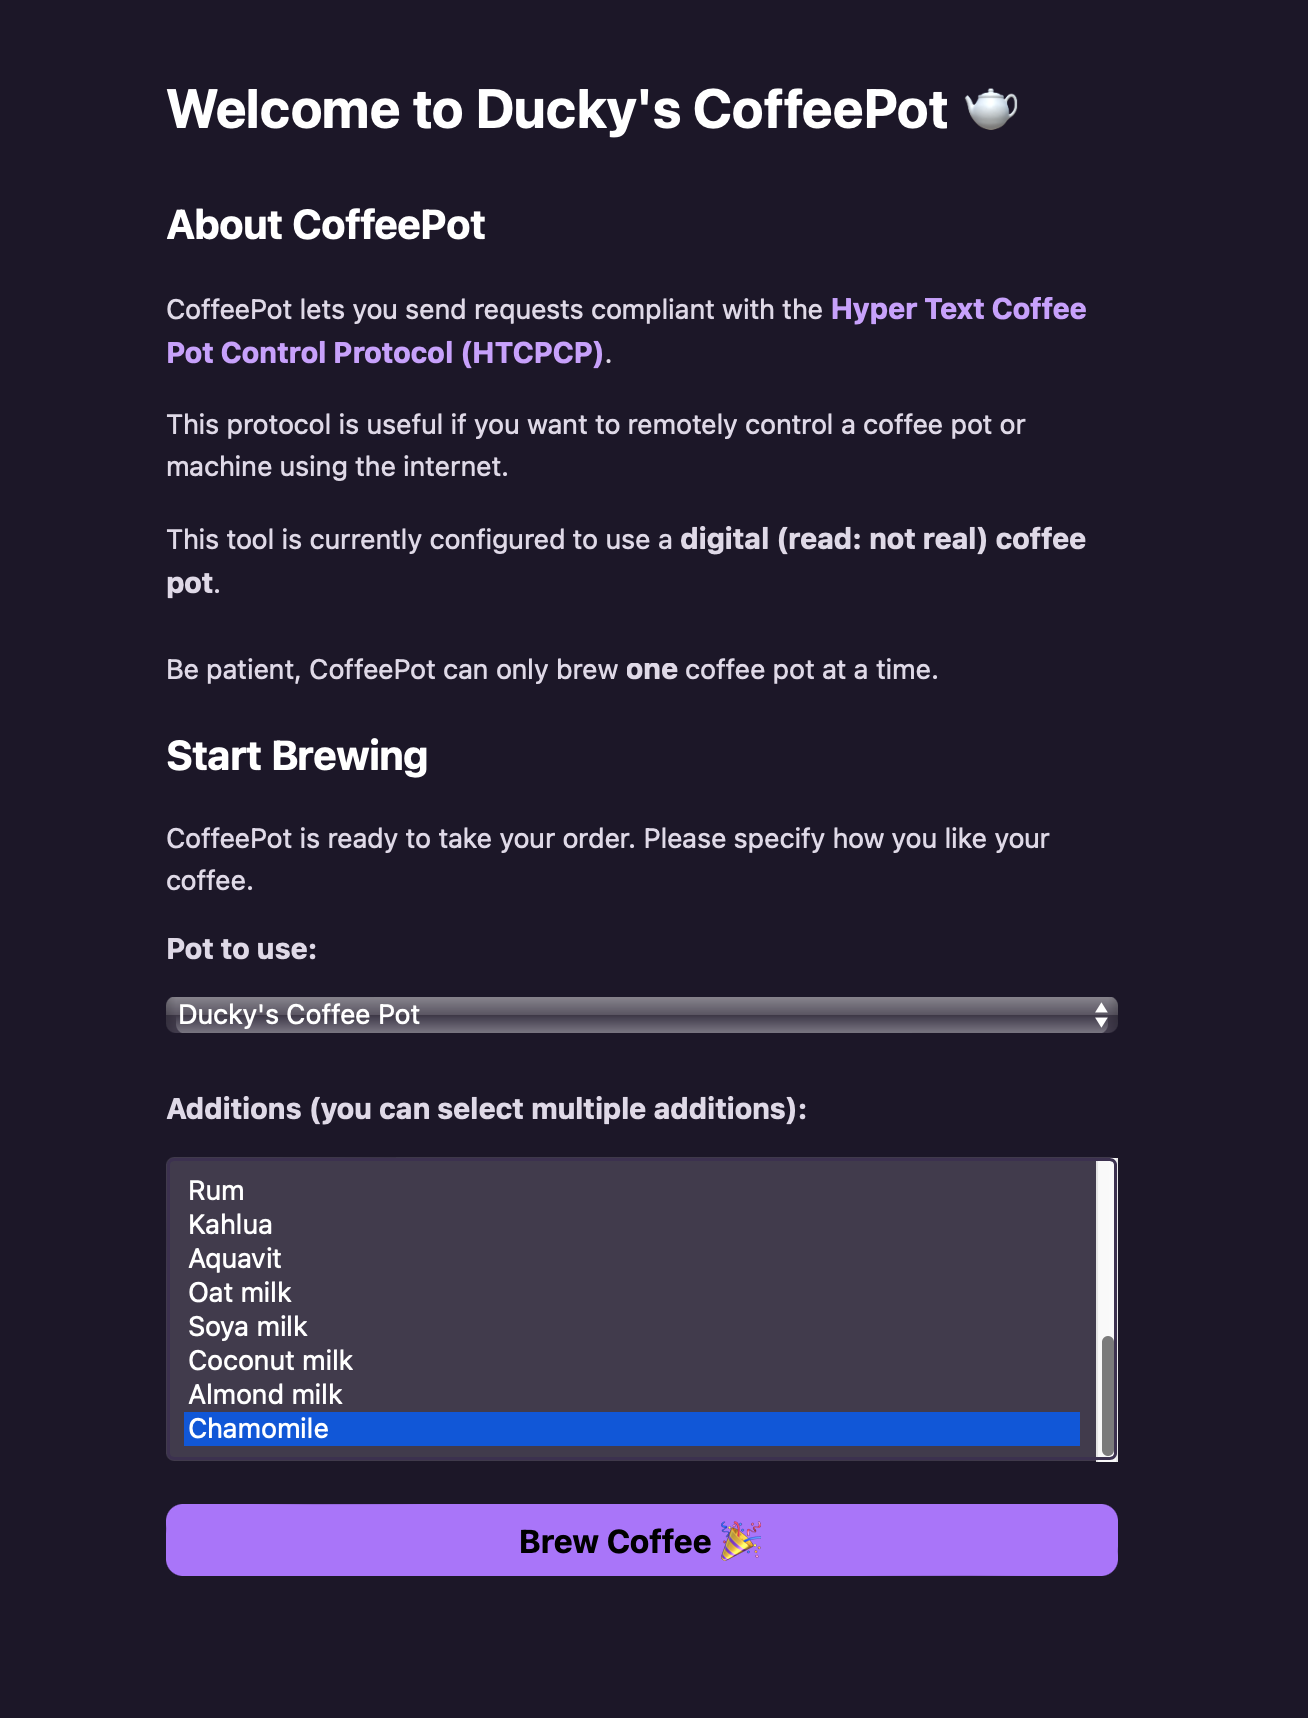 Welcome to Ducky's CoffeePot 🫖
About CoffeePot
CoffeePot lets you send requests compliant with the Hyper Text Coffee
Pot Control Protocol (HTCPCP).
This protocol is useful if you want to remotely control a coffee pot or
machine using the internet.
This tool is currently configured to use a digital (read: not real) coffee
pot.
Be patient, CoffeePot can only brew one coffee pot at a time.
Start Brewing
CoffeePot is ready to take your order. Please specify how you like your
coffee.
Pot to use:
Ducky's Coffee Pot
Additions (you can select multiple additions):
Rum
Kahlua
Aquavit
Oat milk
Soya milk
Coconut milk
Almond milk
Chamomile
Brew Coffee 🎉